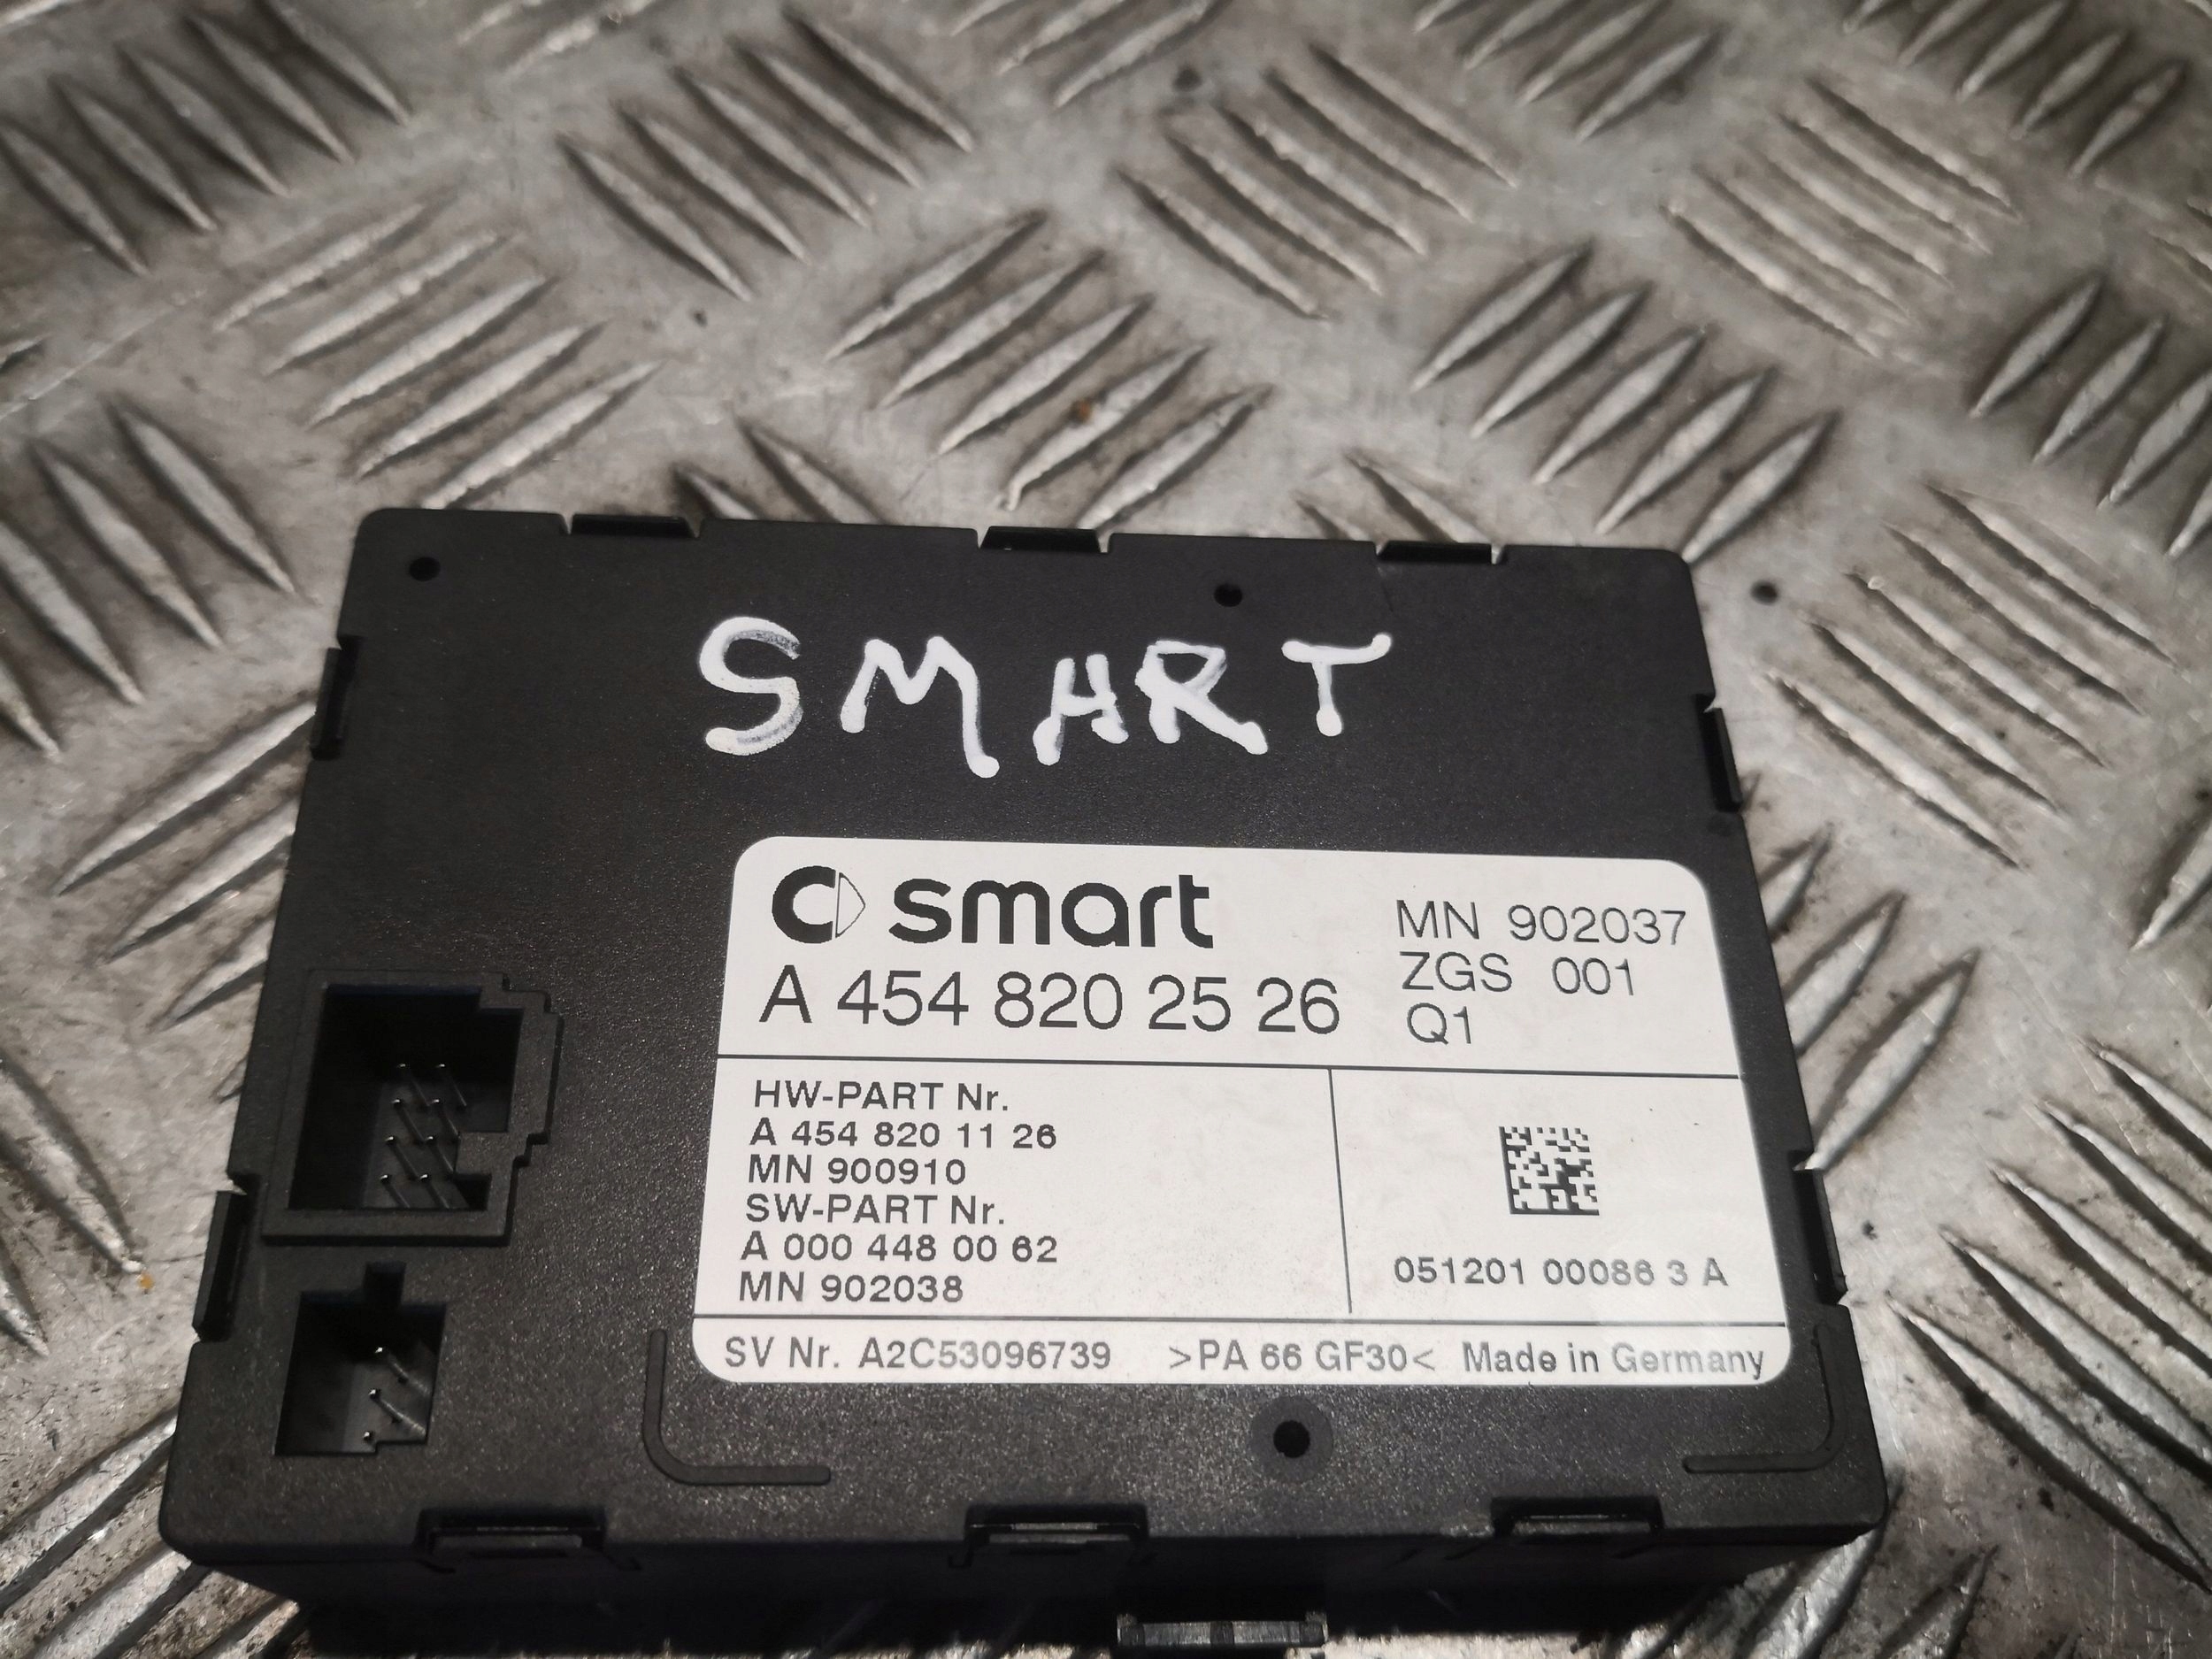 SMART
smart
A 454 820 25 26
MN 902037
ZGS 001
Q1
HW-PART Nr.
A 454 820 11 26
MN 900910
SW-PART Nr.
A 000 448 00 62
MN 902038
051201 00086 3 A
SV Nr. A2C53096739 >PA 66 GF30< Made in Germany